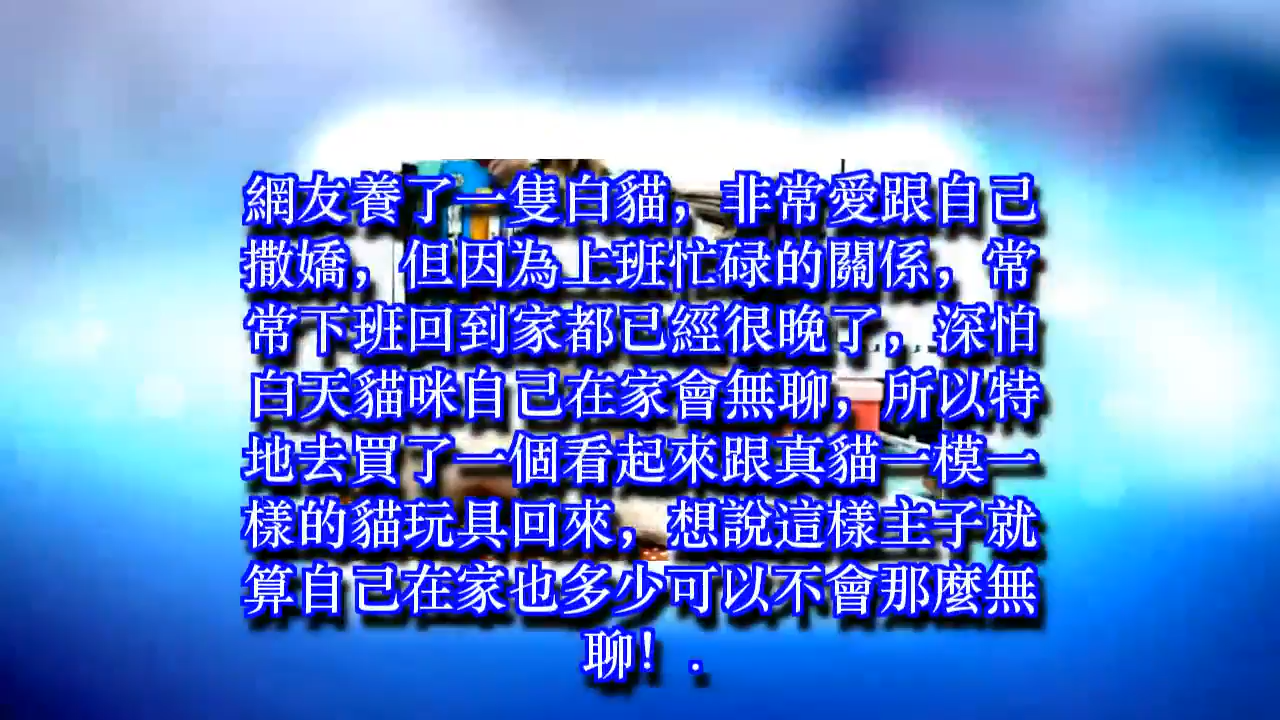 網友養了一隻白貓，非常愛跟自己
撒嬌，但因為上班忙碌的關係，常
常下班回到家都已經很晚了，深怕
白天貓咪自己在家會無聊，所以特
地去買了一個看起來跟真貓一模一
樣的貓玩具回來，想說這樣主子就
算自己在家也多少可以不會那麼無
聊！.